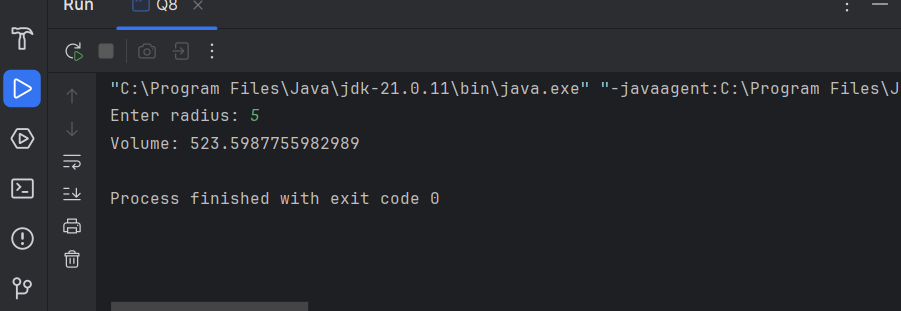 Run Q8
"C:\Program Files\Java\jdk-21.0.11\bin\java.exe" "-javaagent:C:\Program Files\J
Enter radius: 5
Volume: 523.5987755982989
Process finished with exit code 0